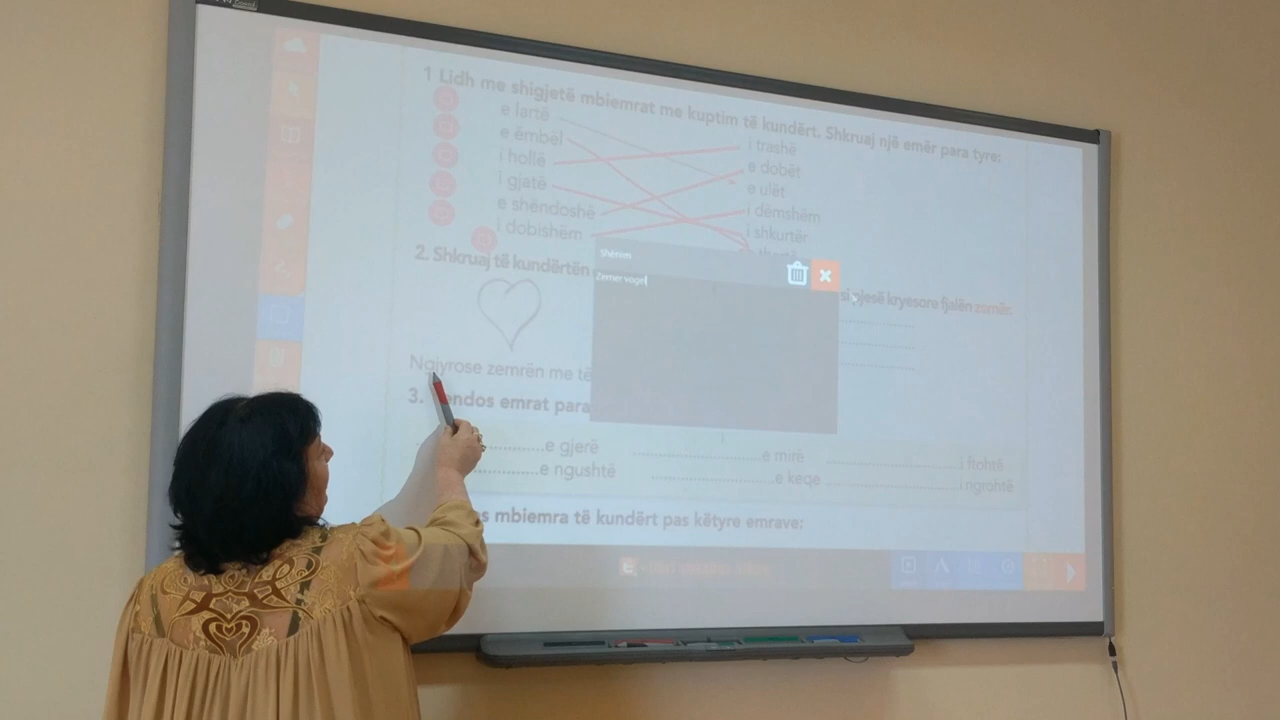 1 Lidh me shigjetë mbiemrat me kuptim të kundërt. Shkruaj një emër para tyre:
e lartë
e ëmbël
i hollë
i gjatë
e shëndoshë
i dobishëm
i trashë
e dobët
e ulët
i dëmshëm
i shkurtër
2. Shkruaj të kundërtën
si pjesë kryesore fjalën zemër.
Shënim
Zemer vogel
Ngjyrose zemrën me të
3. endos emrat para
e gjerë
e mirë
i ftohtë
e ngushtë
e keqe
i ngrohtë
mbiemra të kundërt pas këtyre emrave: